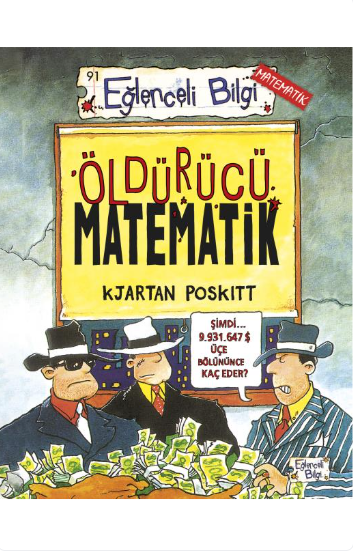 91
Eğlenceli Bilgi
MATEMATİK
ÖLDÜRÜCÜ
MATEMATİK
KJARTAN POSKITT
ŞİMDİ...
9.931.647 $
ÜÇE
BÖLÜNÜNCE
KAÇ EDER?
Eğlenceli
Bilgi